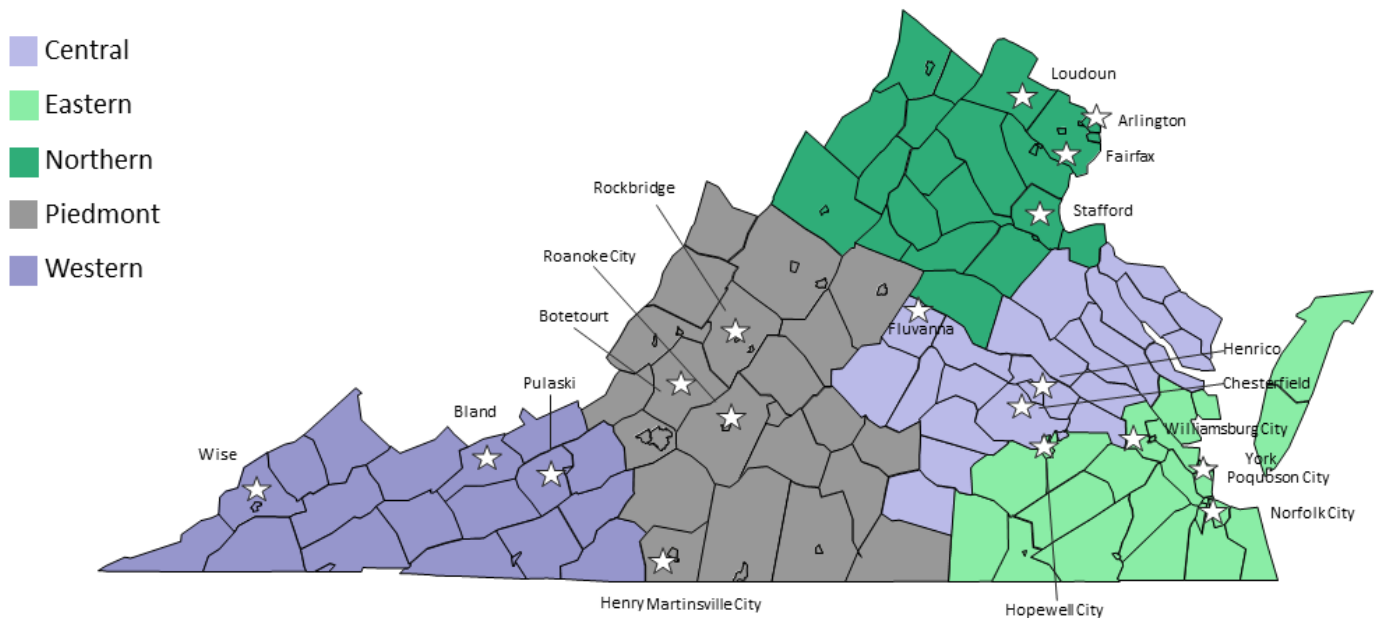 Central
Eastern
Northern
Piedmont
Western
Loudoun
Arlington
Fairfax
Stafford
Rockbridge
Roanoke City
Botetourt
Pulaski
Bland
Wise
Fluvanna
Henrico
Chesterfield
Williamsburg City
York
Poquoson City
Norfolk City
Henry Martinsville City
Hopewell City